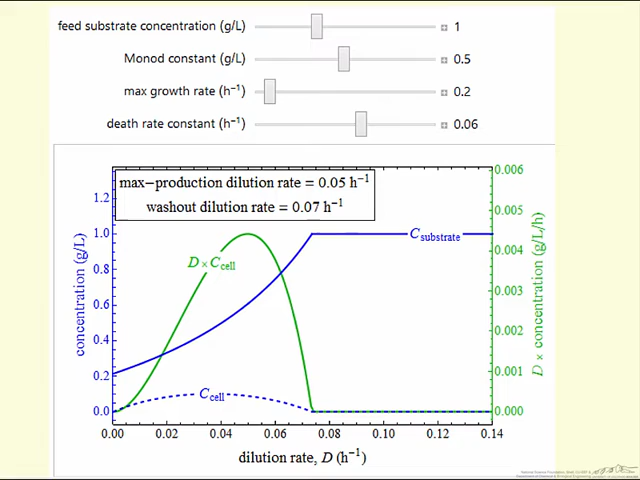 feed substrate concentration (g/L) 1
Monod constant (g/L) 0.5
max growth rate (h⁻¹) 0.2
death rate constant (h⁻¹) 0.06
max−production dilution rate = 0.05 h⁻¹
washout dilution rate = 0.07 h⁻¹
concentration (g/L)
1.2
1.0
0.8
0.6
0.4
0.2
0.0
D×C cell
C substrate
C cell
0.006
0.005
0.004
0.003
0.002
0.001
0.000
D × concentration (g/L/h)
0.00 0.02 0.04 0.06 0.08 0.10 0.12 0.14
dilution rate, D (h⁻¹)